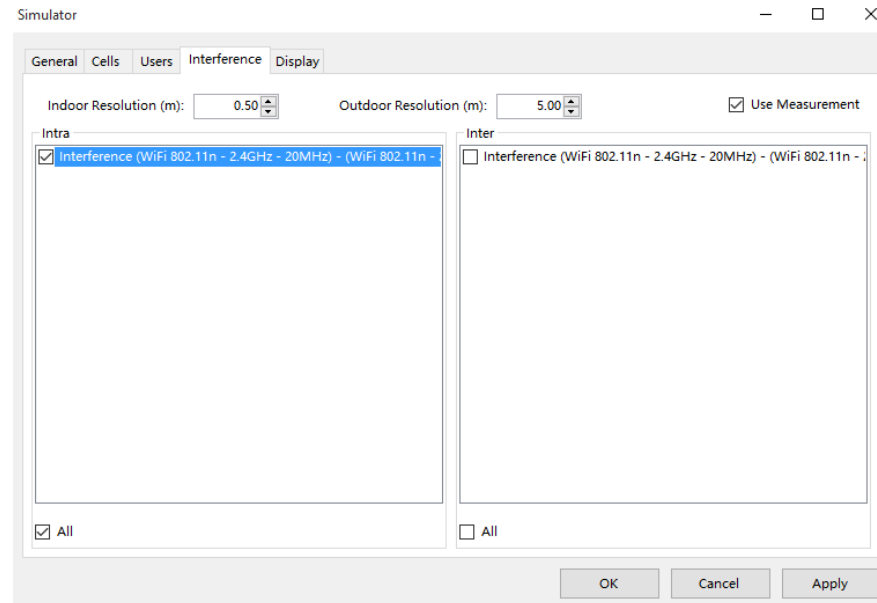 Simulator
General Cells Users Interference Display
Indoor Resolution (m): 0.50 Outdoor Resolution (m): 5.00 Use Measurement
Intra Inter
Interference (WiFi 802.11n - 2.4GHz - 20MHz) - (WiFi 802.11n - Interference (WiFi 802.11n - 2.4GHz - 20MHz) - (WiFi 802.11n -
All All
OK Cancel Apply